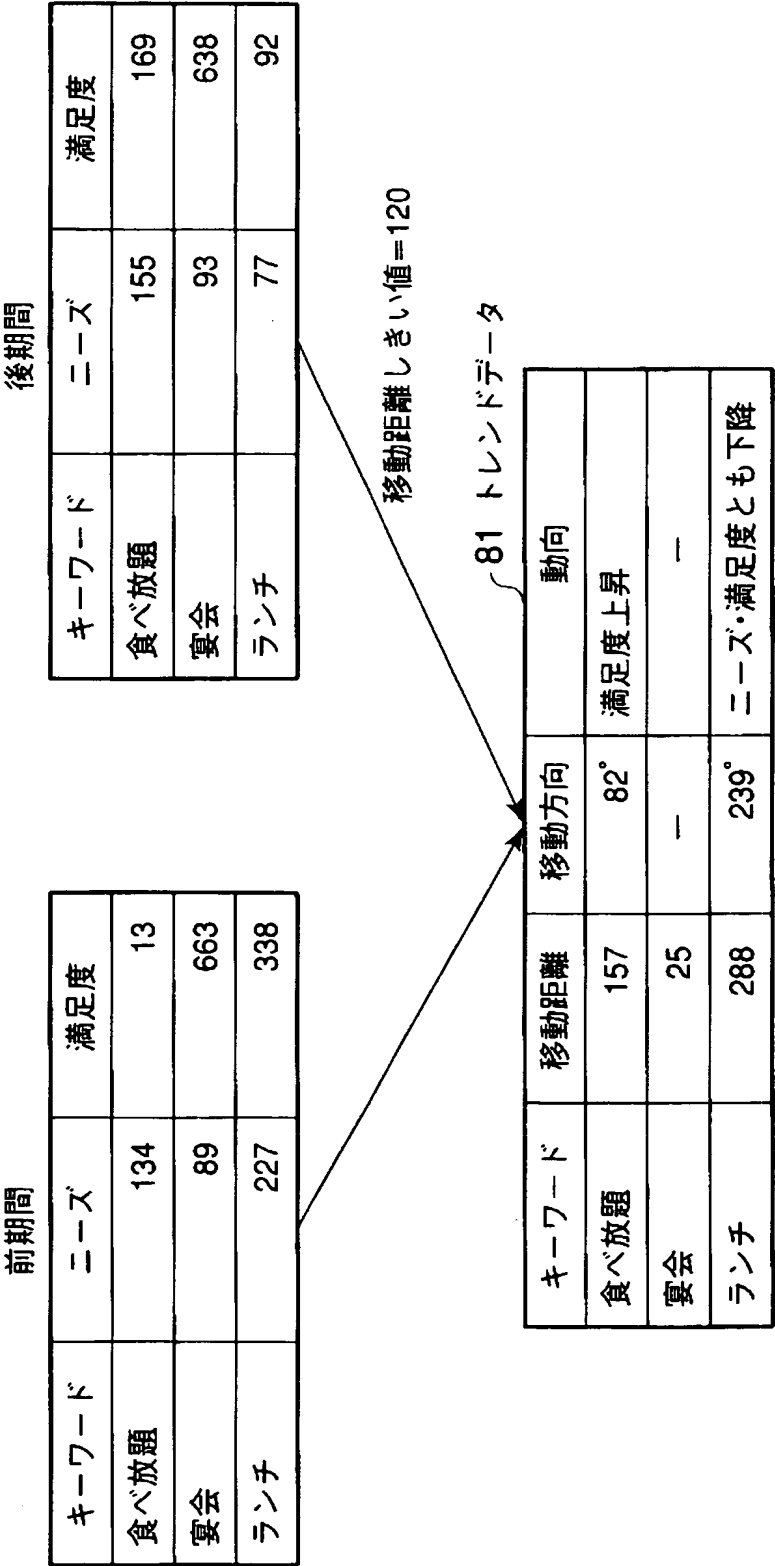 前期間
キーワード ニーズ 満足度
食べ放題 134 13
宴会 89 663
ランチ 227 338
後期間
キーワード ニーズ 満足度
食べ放題 155 169
宴会 93 638
ランチ 77 92
移動距離しきい値=120
81 トレンドデータ
キーワード 移動距離 移動方向 動向
食べ放題 157 82° 満足度上昇
宴会 25 ー ー
ランチ 288 239° ニーズ・満足度とも下降